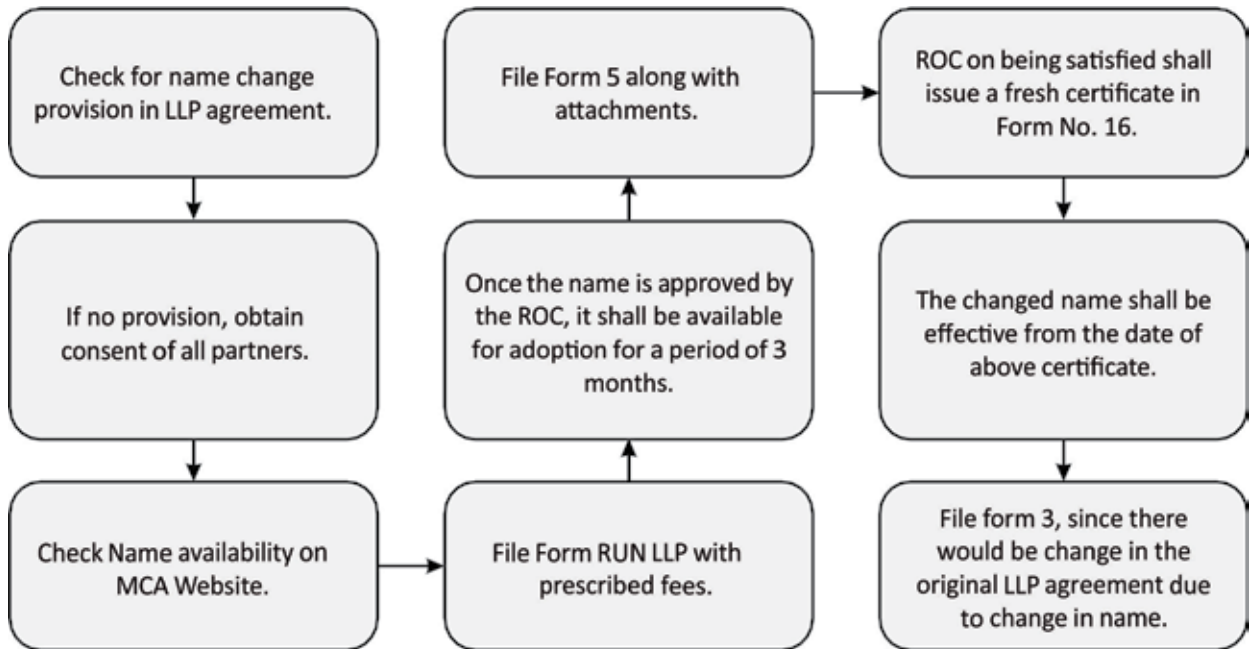 Check for name change
provision in LLP agreement.
If no provision, obtain
consent of all partners.
Check Name availability on
MCA Website.
File Form RUN LLP with
prescribed fees.
Once the name is approved by
the ROC, it shall be available
for adoption for a period of 3
months.
File Form 5 along with
attachments.
ROC on being satisfied shall
issue a fresh certificate in
Form No. 16.
The changed name shall be
effective from the date of
above certificate.
File form 3, since there
would be change in the
original LLP agreement due
to change in name.